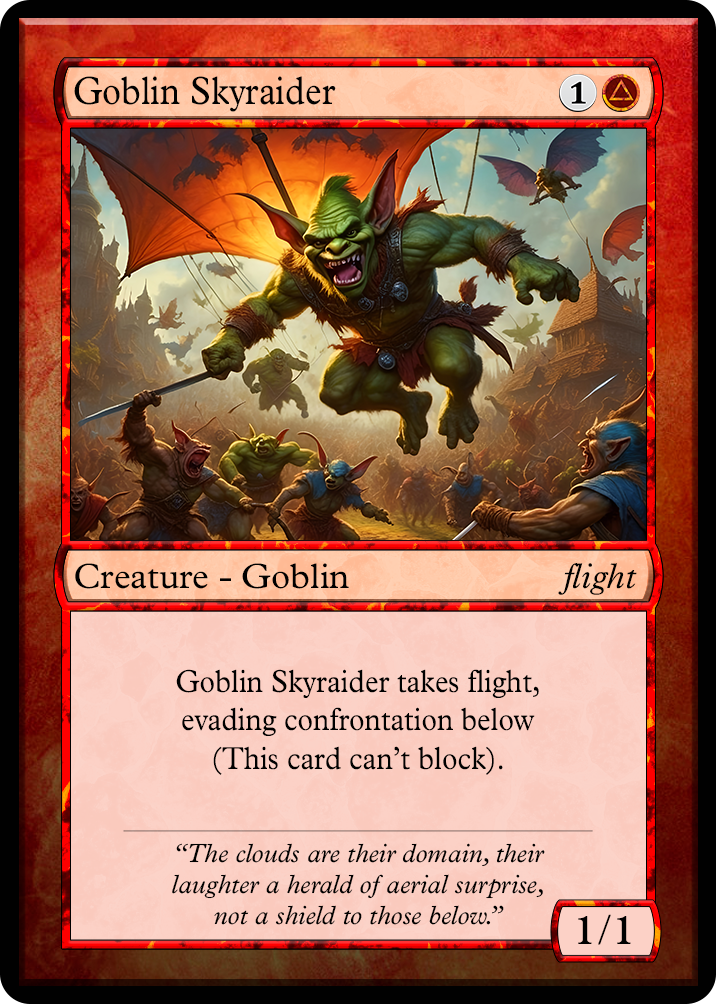 Goblin Skyraider 1
Creature - Goblin flight
Goblin Skyraider takes flight,
evading confrontation below
(This card can’t block).
“The clouds are their domain, their
laughter a herald of aerial surprise,
not a shield to those below.”
1/1